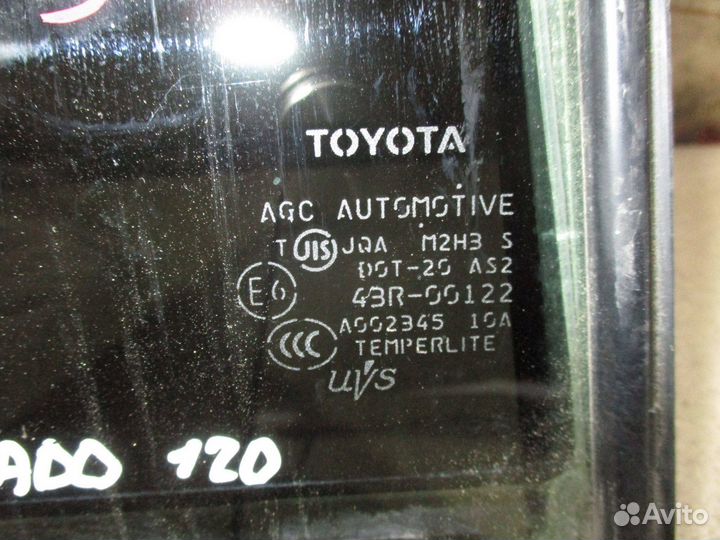 TOYOTA
AGC AUTOMOTIVE
T JIS JQA M2H3 S
DOT-20 AS2
E6 43R-00122
CCC A002345 10A
TEMPERLITE
UVS
ADO 120
Avito